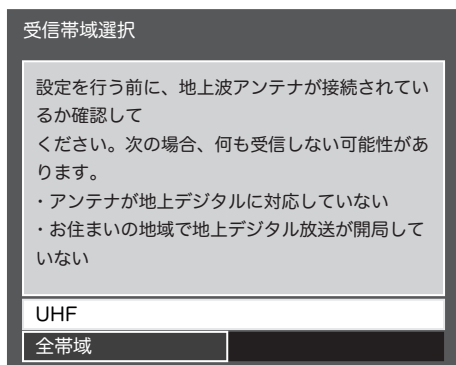 受信帯域選択
設定を行う前に、地上波アンテナが接続されてい
るか確認して
ください。次の場合、何も受信しない可能性があ
ります。
・アンテナが地上デジタルに対応していない
・お住まいの地域で地上デジタル放送が開局して
いない
UHF
全帯域